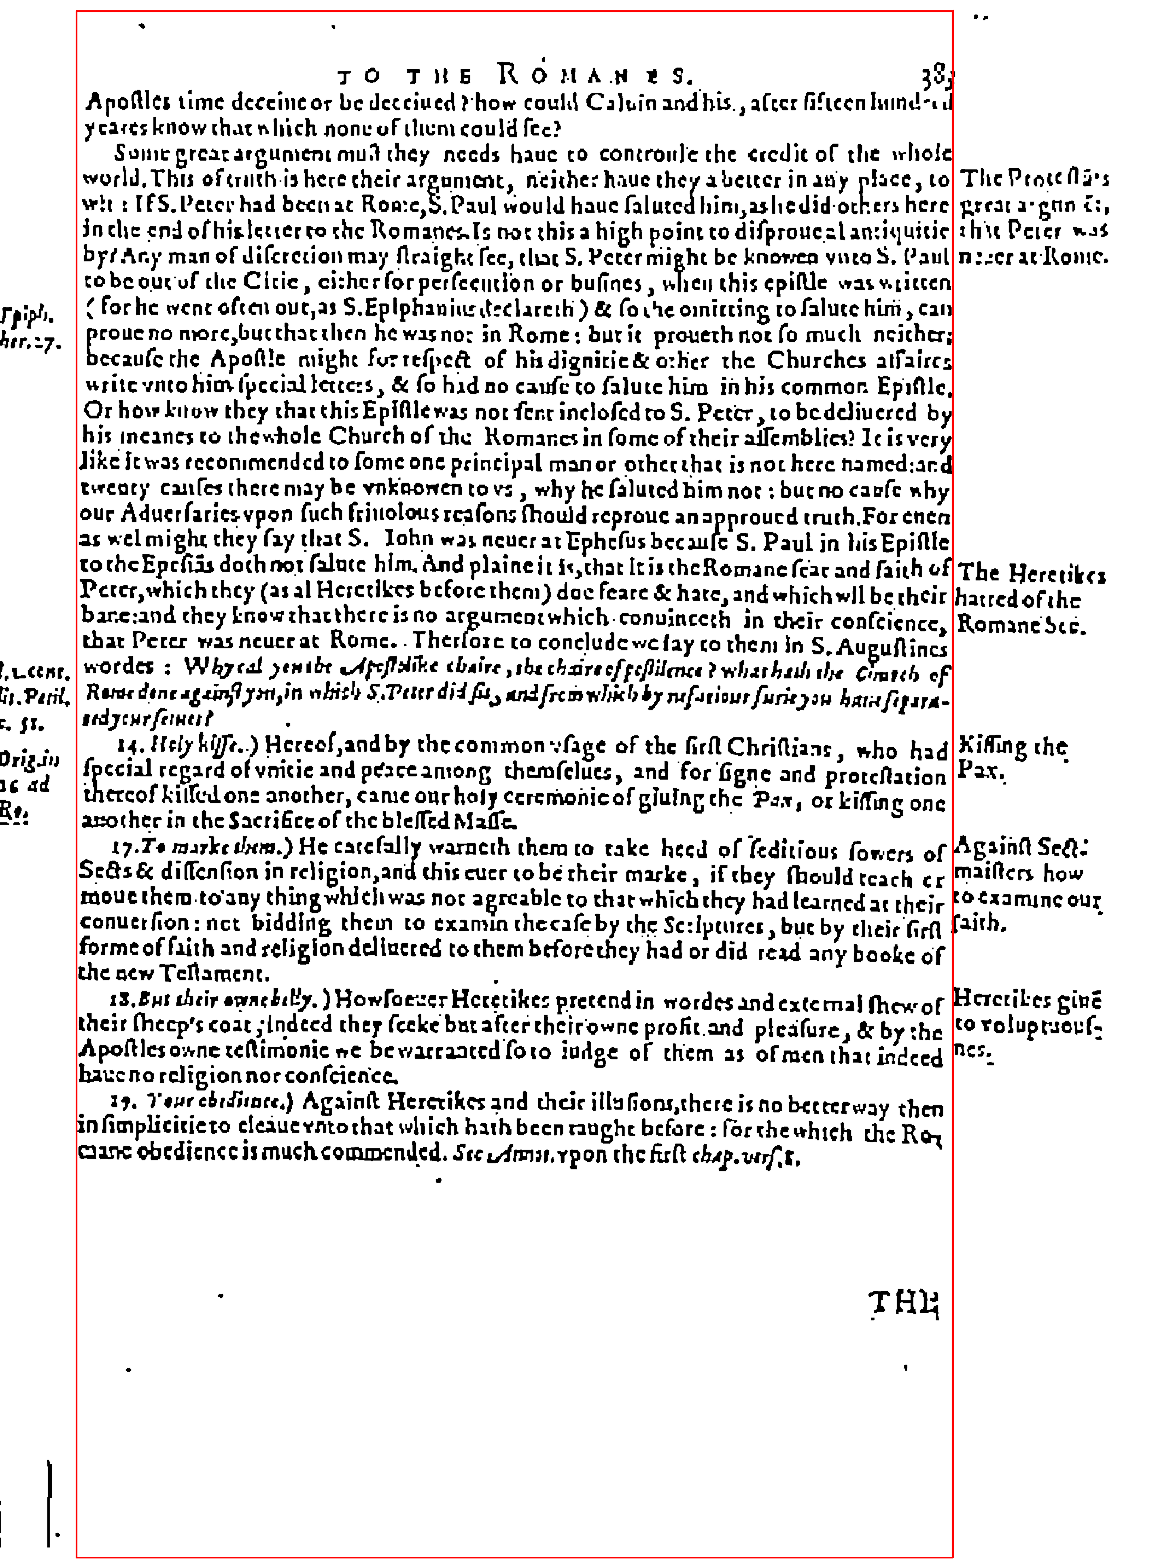 TO THE ROMANES.
Apoſtles time deceiue or be deceiued? how could Caluin and his, after fifteen hundred
yeares know that which none of them could ſee?
Some great argument muſt they needs haue to controule the credit of the whole
world. This of truth is here their argument, neither haue they a better in any place, to
wit: If S. Peter had been at Rome, S. Paul would haue ſaluted him, as he did others here
in the end of his letter to the Romanes. Is not this a high point to diſproue al antiquitie
by? Any man of diſcretion may ſtraight ſee, that S. Peter might be knowen vnto S. Paul
to be out of the Citie, either for perſecution or buſines, when this epiſtle was written
(for he went often out, as S. Epiphanius declareth) & ſo the omitting to ſalute him, can
proue no more, but that then he was not in Rome: but it proueth not ſo much neither;
becauſe the Apoſtle might for reſpect of his dignitie & other the Churches affaires
write vnto him ſpecial letters, & ſo had no cauſe to ſalute him in his common Epiſtle.
Or how know they that this Epiſtle was not ſent incloſed to S. Peter, to be deliuered by
his meanes to the whole Church of the Romanes in ſome of their aſſemblies? It is very
like it was recommended to ſome one principal man or other that is not here named: and
twenty cauſes there may be vnknowen to vs, why he ſaluted him not: but no cauſe why
our Aduerſaries vpon ſuch friuolous reaſons ſhould reproue an approued truth. For euen
as wel might they ſay that S. Iohn was neuer at Epheſus becauſe S. Paul in his Epiſtle
to the Epeſiãs doth not ſalute him. And plaine it is, that it is the Romane ſeat and faith of
Peter, which they (as al Heretikes before them) doe feare & hate, and which wil be their
bane: and they know that there is no argument which conuinceth in their conſcience,
that Peter was neuer at Rome. Therfore to conclude we ſay to them in S. Auguſtines
wordes: Why cal you the Apoſtolike chaire, the chaire of peſtilence? what hath the Church of
Rome done againſt you, in which S. Peter did ſit, and from which by nefarious furie you haue ſepara-
ted your ſelues?
14. Holy kiſſe.) Hereof, and by the common vſage of the firſt Chriſtians, who had
ſpecial regard of vnitie and peace among themſelues, and for ſigne and proteſtation
thereof kiſſed one another, came our holy ceremonie of giuing the Pax, or kiſſing one
another in the Sacrifice of the bleſſed Maſſe.
17. To marke them.) He carefully warneth them to take heed of ſeditious ſowers of
Sects & diſſenſion in religion, and this euer to be their marke, if they ſhould teach or
moue them to any thing which was not agreable to that which they had learned at their
conuerſion: not bidding them to examin the caſe by the Scriptures, but by their firſt
forme of faith and religion deliuered to them before they had or did read any booke of
the new Teſtament.
18. But their owne belly.) Howſoeuer Heretikes pretend in wordes and external ſhew of
their ſheep's coat; indeed they ſeeke but after their owne profit and pleaſure, & by the
Apoſtles owne teſtimonie we be warranted ſo to iudge of them as of men that indeed
haue no religion nor conſcience.
19. Your obedience.) Againſt Heretikes and their illuſions, there is no better way then
in ſimplicitie to cleaue vnto that which hath been taught before: for the which the Ro-
mane obedience is much commended. See Annot. vpon the firſt chap. verſ. 8.
THE
Epiph.
her. 27.
Origin
16 ad
Ro.
The Proteſtãts
great argumẽt,
that Peter was
neuer at Rome.
The Heretikes
hatred of the
Romane See.
Kiſſing the
Pax.
Againſt Sect-
maiſters how
to examine our
faith.
Heretikes giuẽ
to voluptuouſ-
nes.